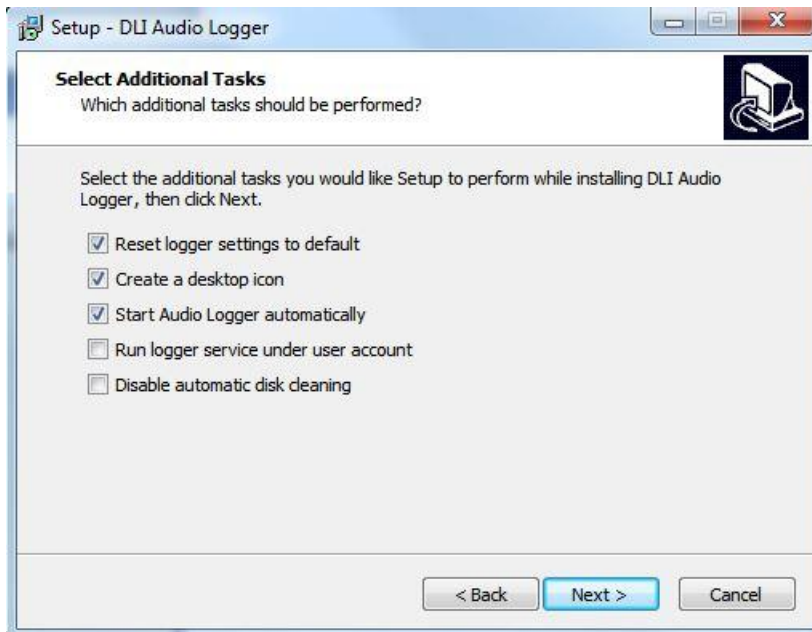 Setup - DLI Audio Logger
Select Additional Tasks
Which additional tasks should be performed?
Select the additional tasks you would like Setup to perform while installing DLI Audio
Logger, then click Next.
Reset logger settings to default
Create a desktop icon
Start Audio Logger automatically
Run logger service under user account
Disable automatic disk cleaning
< Back Next > Cancel